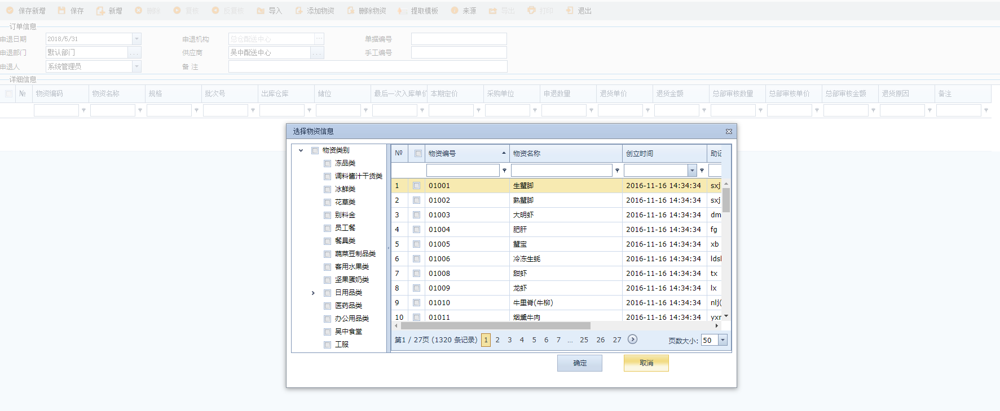 保存新增 保存 新增 删除 复核 反复核 导入 添加物资 删除物资 提取模板 来源 导出 打印 退出
订单信息
申退日期 2018/5/31 申退机构 总仓配送中心 ... 单据编号
申退部门 默认部门 ... 供应商 吴中配送中心 ... 手工编号
申退人 系统管理员 备 注
详细信息
№ 物资编码 物资名称 规格 批次号 出库仓库 储位 最后一次入库单价 本期定价 采购单位 申退数量 退货单价 退货金额 总部审核数量 总部审核单价 总部审核金额 退货原因 备注
选择物资信息
物资类别
冻品类
调料酱汁干货类
冰鲜类
花草类
别料金
员工餐
餐具类
蔬菜豆制品类
客用水果类
坚果蛋奶类
日用品类
医药品类
办公用品类
吴中食堂
工服
№ 物资编号 物资名称 创立时间 助记
1 01001 生蟹脚 2016-11-16 14:34:34 sxj
2 01002 熟蟹脚 2016-11-16 14:34:34 sxj
3 01003 大明虾 2016-11-16 14:34:34 dm
4 01004 肥肝 2016-11-16 14:34:34 fg
5 01005 蟹宝 2016-11-16 14:34:34 xb
6 01006 冷冻生蚝 2016-11-16 14:34:34 lds
7 01008 甜虾 2016-11-16 14:34:34 tx
8 01009 龙虾 2016-11-16 14:34:34 lx
9 01010 牛里脊(牛柳) 2016-11-16 14:34:34 nlj(
10 01011 烟熏牛肉 2016-11-16 14:34:34 yxn
第1 / 27页 (1320 条记录) 1 2 3 4 5 6 7 ... 25 26 27 页数大小: 50
确定 取消